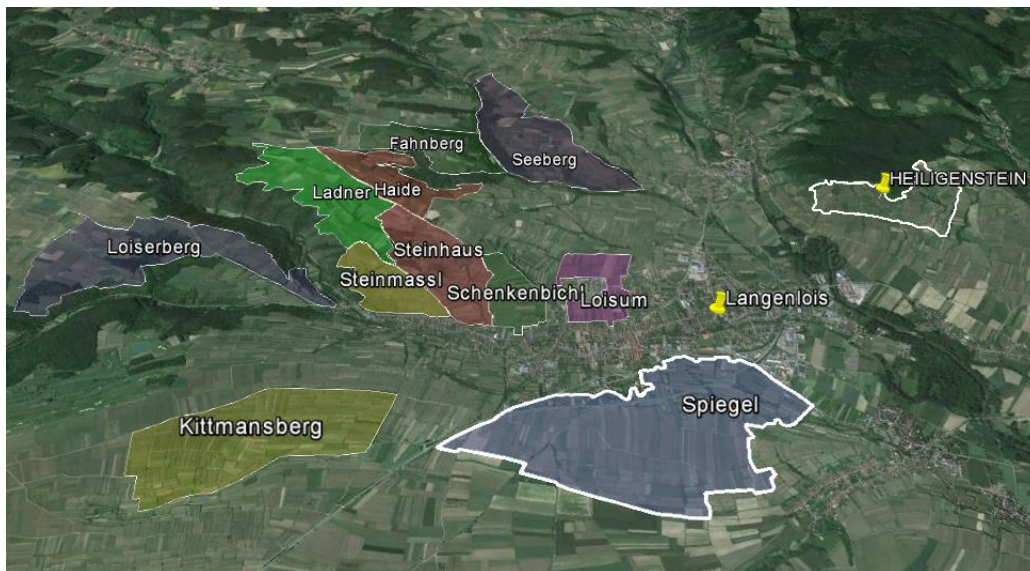 Fahnberg
Seeberg
HEILIGENSTEIN
Ladner
Haide
Loiserberg
Steinhaus
Steinmassl
Schenkenbichl
Loisum
Langenlois
Spiegel
Kittmansberg